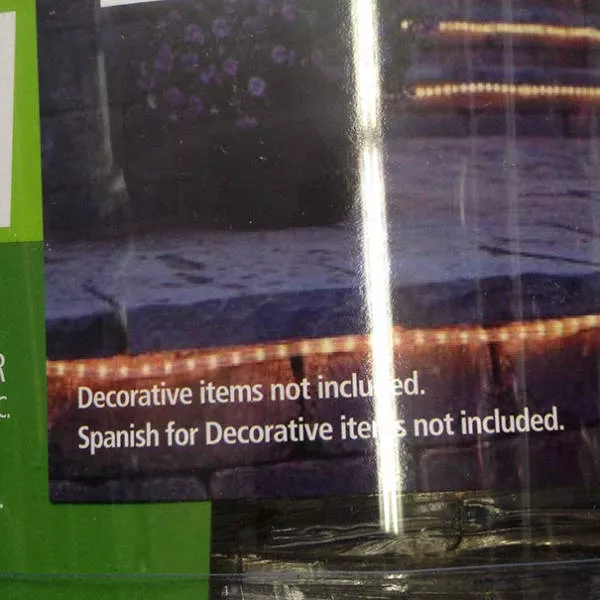 Decorative items not included.
Spanish for Decorative items not included.
R
C.